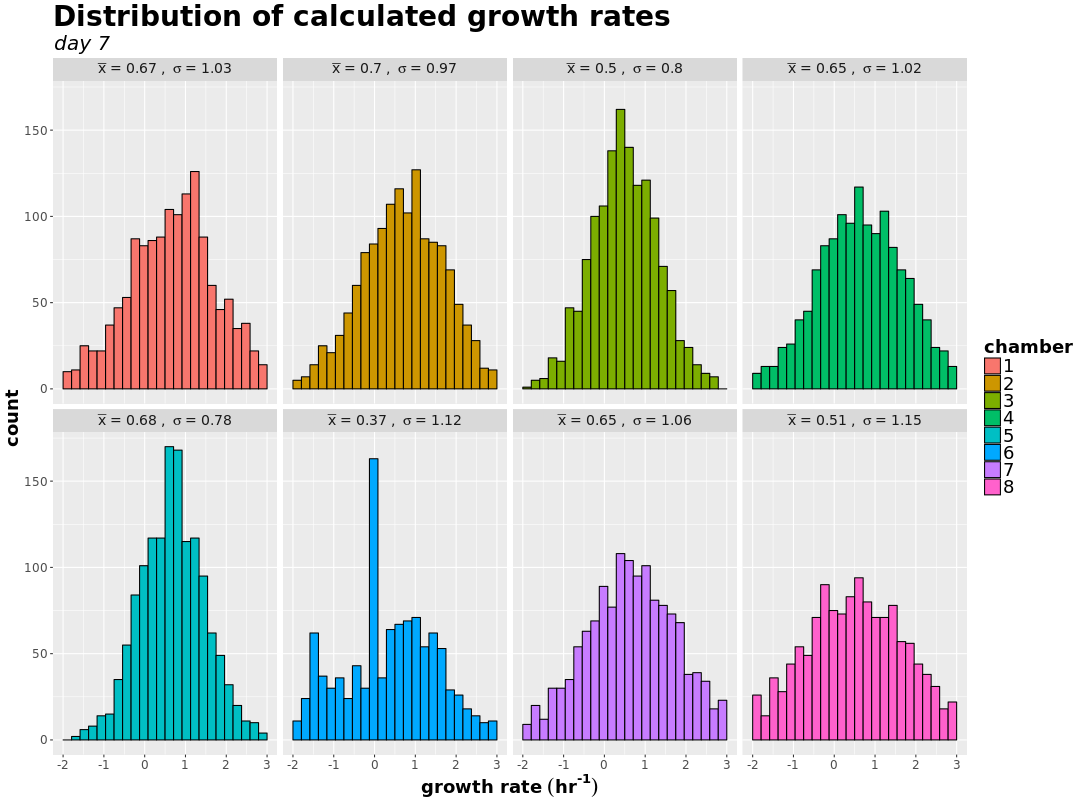 Distribution of calculated growth rates
day 7
x̅ = 0.67 , σ = 1.03
x̅ = 0.7 , σ = 0.97
x̅ = 0.5 , σ = 0.8
x̅ = 0.65 , σ = 1.02
150
100
50
0
x̅ = 0.68 , σ = 0.78
x̅ = 0.37 , σ = 1.12
x̅ = 0.65 , σ = 1.06
x̅ = 0.51 , σ = 1.15
150
100
50
0
-2 -1 0 1 2 3
-2 -1 0 1 2 3
-2 -1 0 1 2 3
-2 -1 0 1 2 3
count
growth rate (hr⁻¹)
chamber
1
2
3
4
5
6
7
8